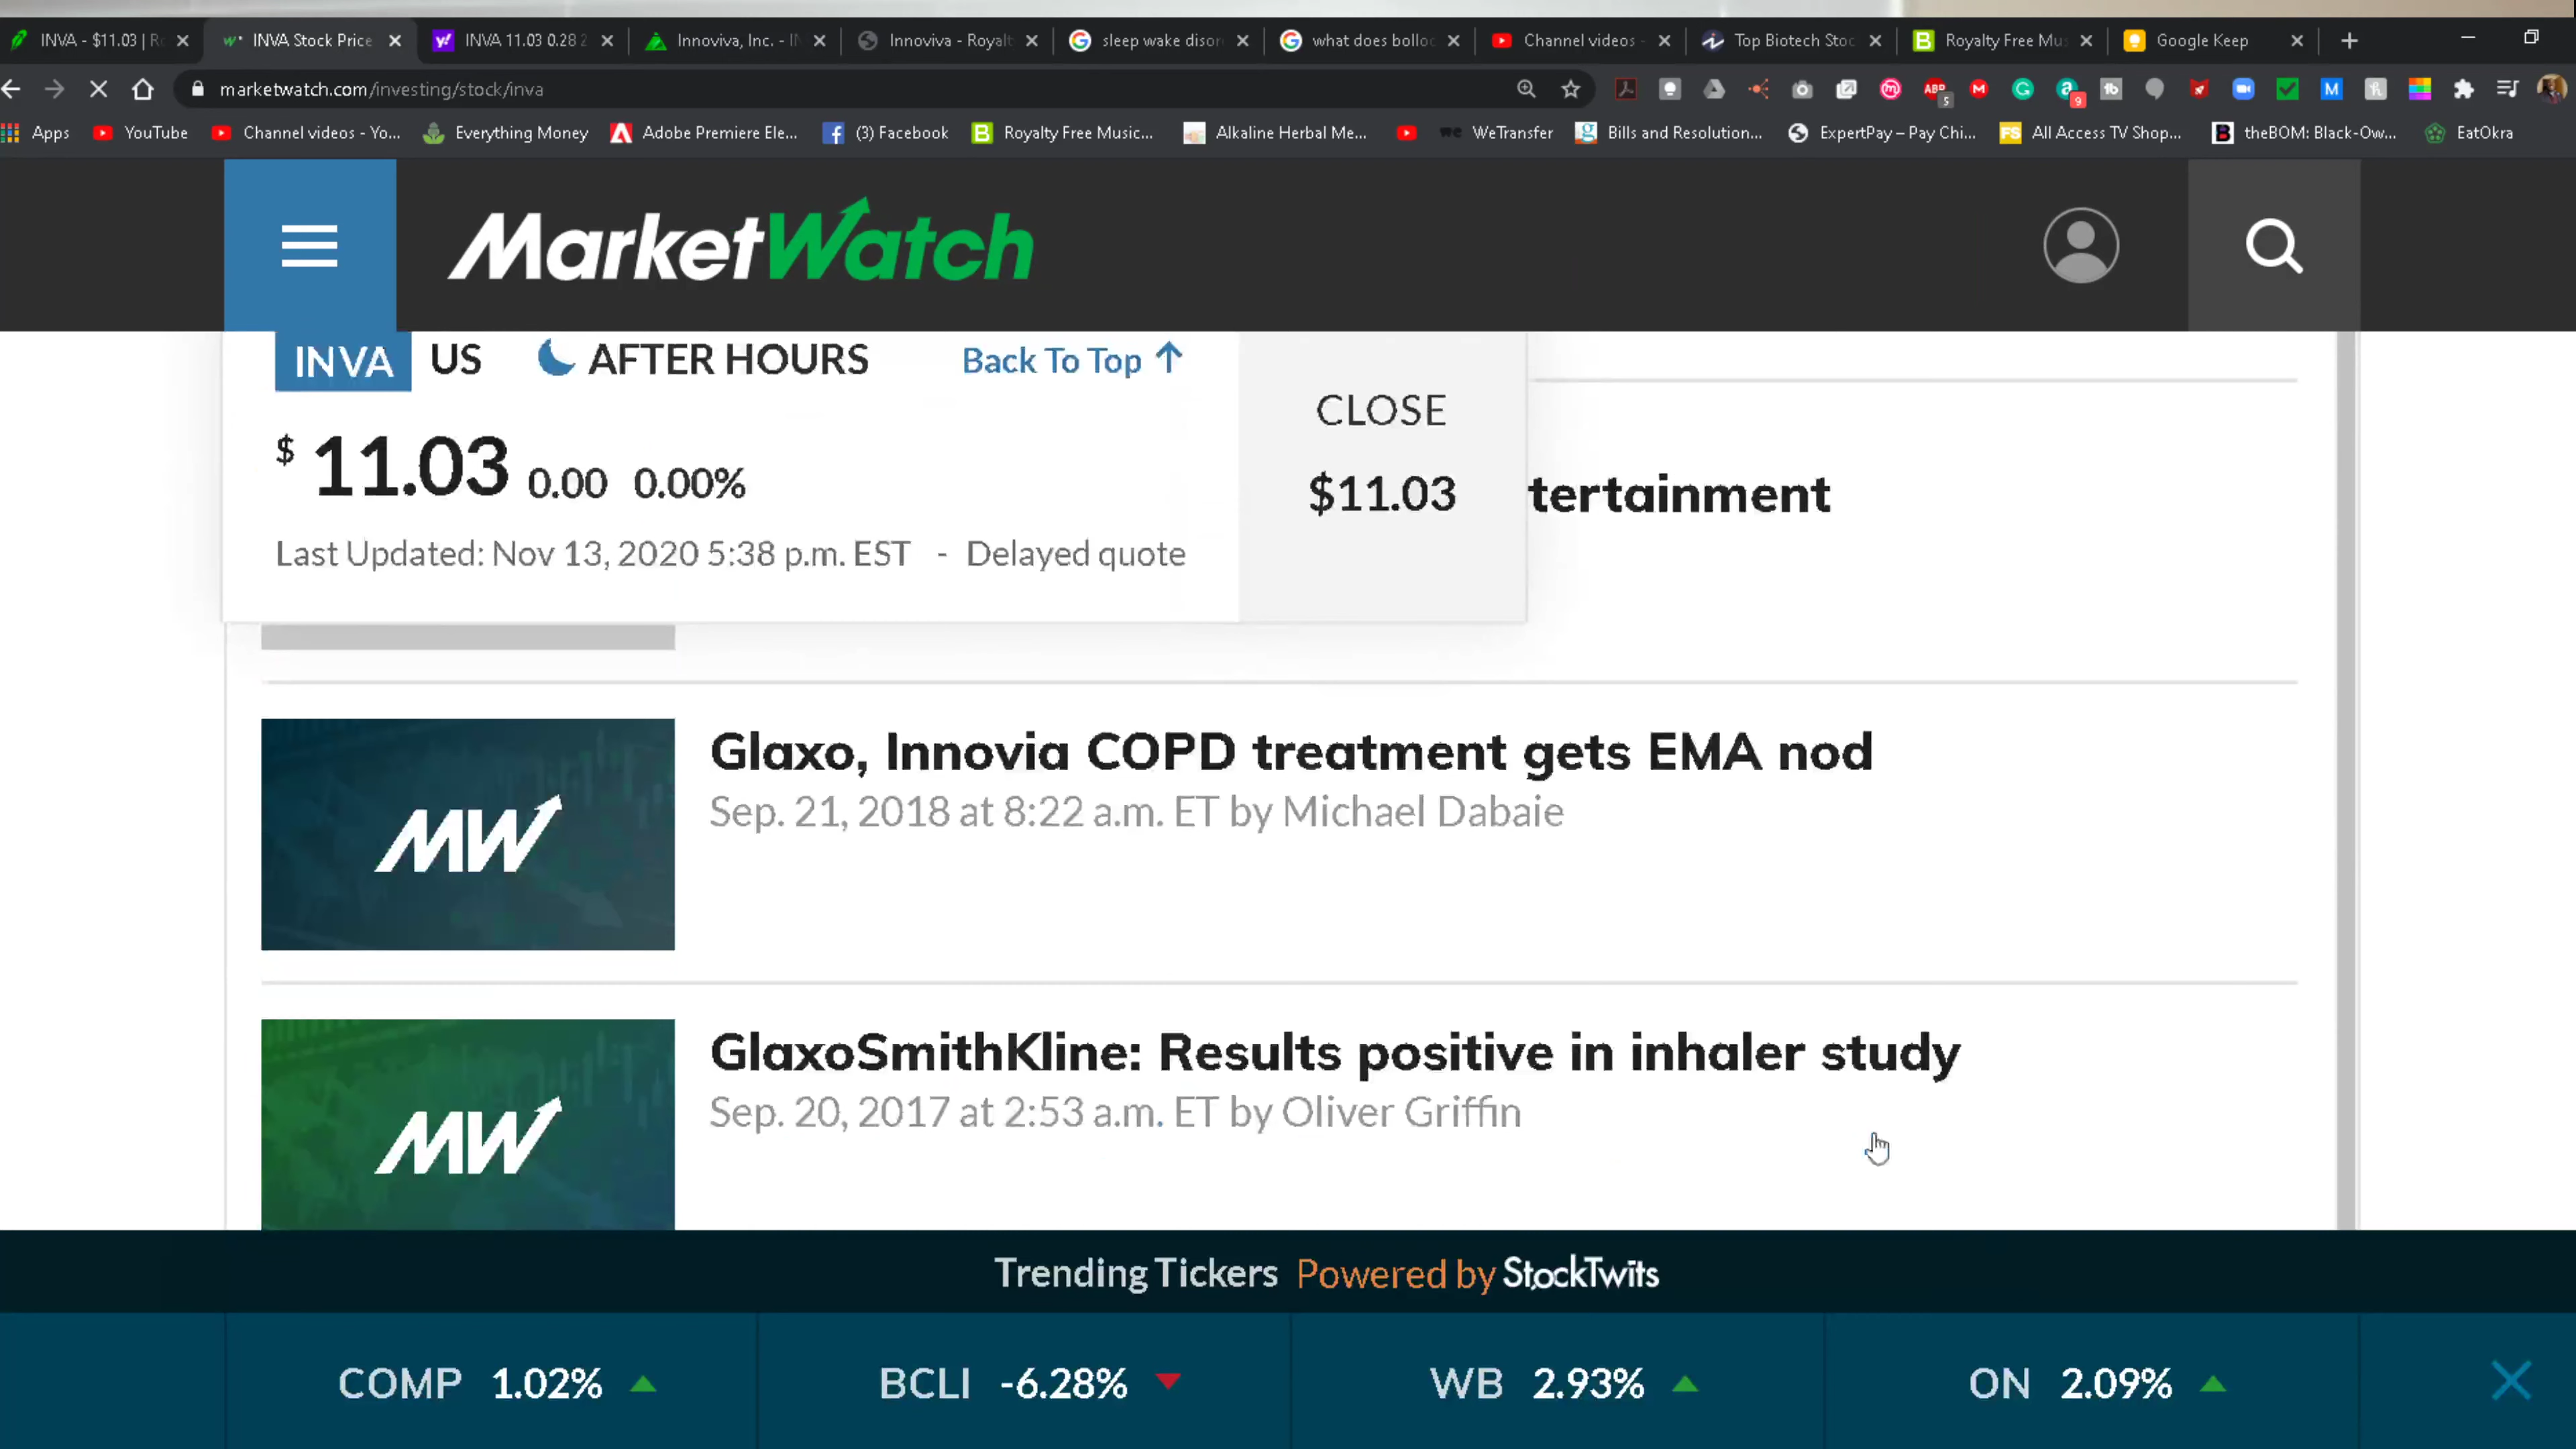 INVA - $11.03 | R
INVA Stock Price
INVA 11.03 0.28 2
Innoviva, Inc. - I
Innoviva - Royalt
sleep wake disor
what does bolloc
Channel videos -
Top Biotech Stoc
Royalty Free Mu
Google Keep
marketwatch.com/investing/stock/inva
Apps
YouTube
Channel videos - Yo...
Everything Money
Adobe Premiere Ele...
(3) Facebook
Royalty Free Music...
Alkaline Herbal Me...
WeTransfer
Bills and Resolution...
ExpertPay – Pay Chi...
All Access TV Shop...
theBOM: Black-Ow...
EatOkra
MarketWatch
INVA US AFTER HOURS Back To Top
$ 11.03 0.00 0.00%
Last Updated: Nov 13, 2020 5:38 p.m. EST - Delayed quote
CLOSE
$11.03
tertainment
MW
Glaxo, Innovia COPD treatment gets EMA nod
Sep. 21, 2018 at 8:22 a.m. ET by Michael Dabaie
MW
GlaxoSmithKline: Results positive in inhaler study
Sep. 20, 2017 at 2:53 a.m. ET by Oliver Griffin
Trending Tickers Powered by StockTwits
COMP 1.02%
BCLI -6.28%
WB 2.93%
ON 2.09%